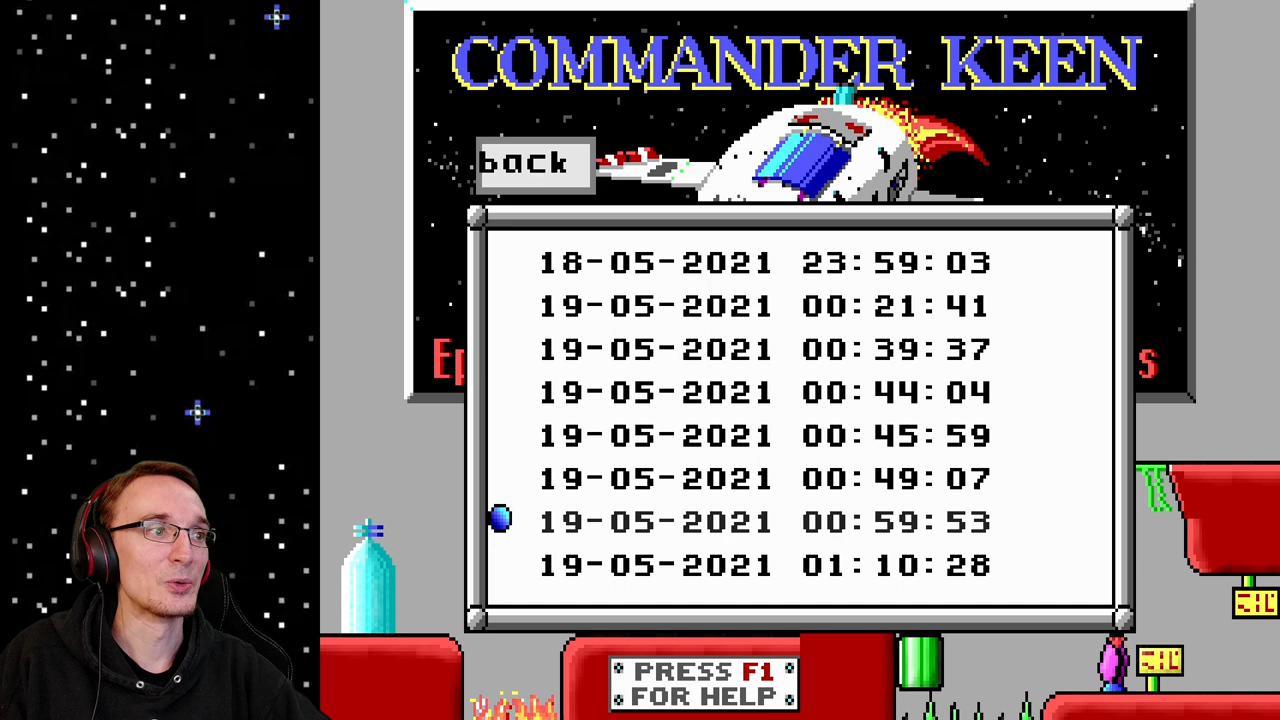 COMMANDER KEEN
back
18-05-2021 23:59:03
19-05-2021 00:21:41
19-05-2021 00:39:37
19-05-2021 00:44:04
19-05-2021 00:45:59
19-05-2021 00:49:07
19-05-2021 00:59:53
19-05-2021 01:10:28
Ep
s
PRESS F1
FOR HELP